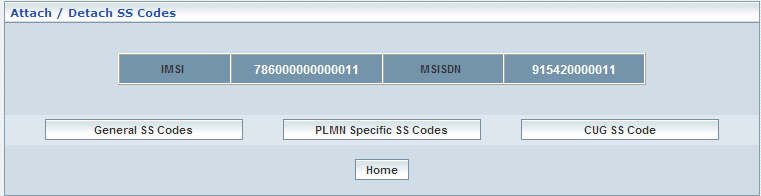 Attach / Detach SS Codes
IMSI 786000000000011 MSISDN 915420000011
General SS Codes PLMN Specific SS Codes CUG SS Code
Home